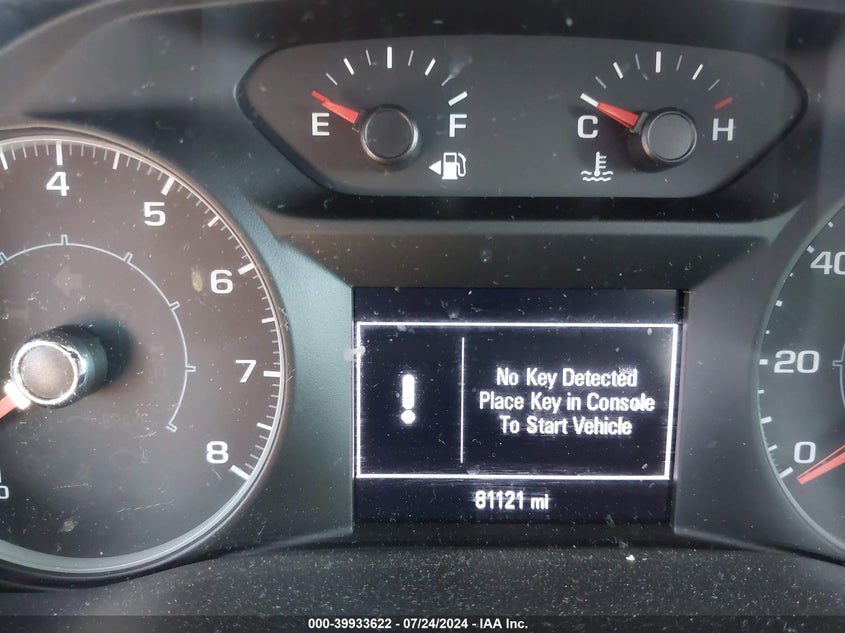 E
F
C
H
4
5
6
7
8
40
20
0
No Key Detected
Place Key in Console
To Start Vehicle
81121 mi
000-39933622 / 07/24/2024 - IAA Inc.